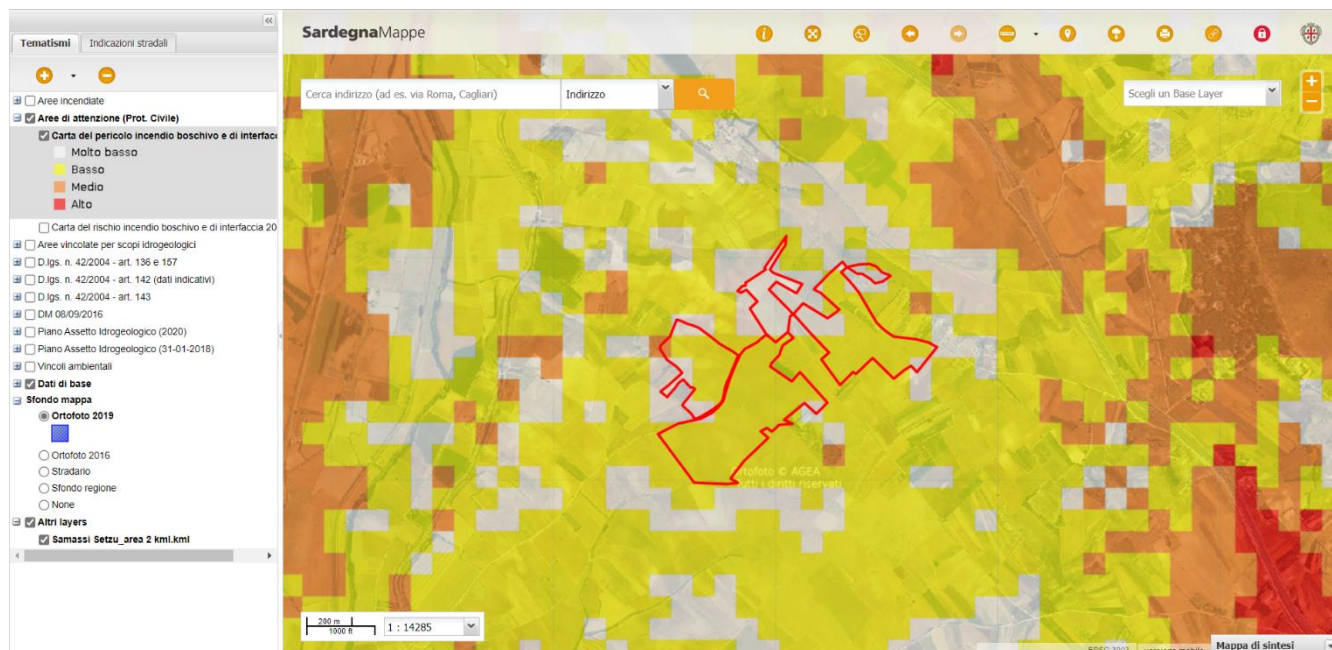 Tematismi
Indicazioni stradali
Aree incendiate
Aree di attenzione (Prot. Civile)
Carta del pericolo incendio boschivo e di interfacc
Molto basso
Basso
Medio
Alto
Carta del rischio incendio boschivo e di interfaccia 20
Aree vincolate per scopi idrogeologici
D.lgs. n. 42/2004 - art. 136 e 157
D.lgs. n. 42/2004 - art. 142 (dati indicativi)
D.lgs. n. 42/2004 - art. 143
DM 08/09/2016
Piano Assetto Idrogeologico (2020)
Piano Assetto Idrogeologico (31-01-2018)
Vincoli ambientali
Dati di base
Sfondo mappa
Ortofoto 2019
Ortofoto 2016
Stradario
Sfondo regione
None
Altri layers
Samassi Setzu_area 2 kml.kml
SardegnaMappe
Cerca indirizzo (ad es. via Roma, Cagliari)
Indirizzo
Scegli un Base Layer
Ortofoto © AGEA
Tutti i diritti riservati
200 m
1000 ft
1 : 14285
Mappa di sintesi